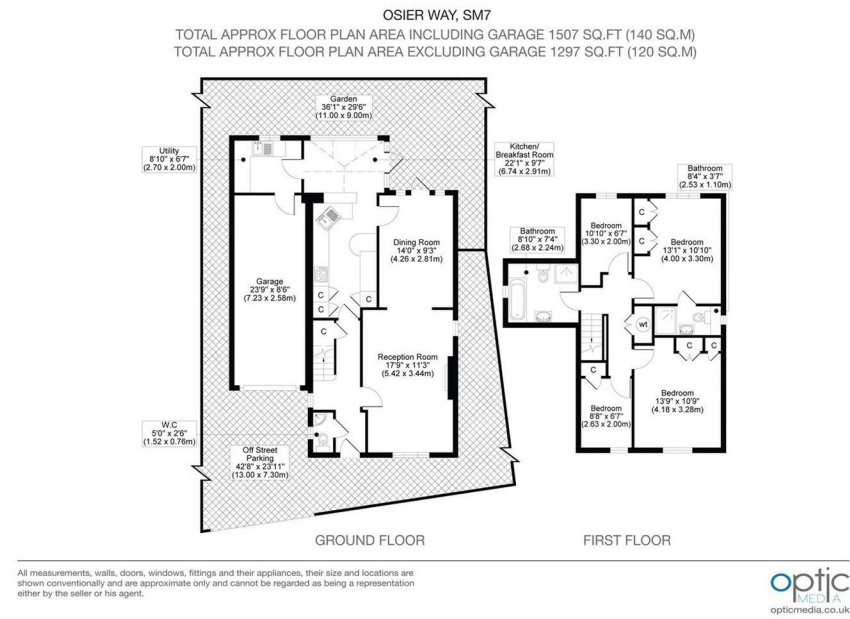 OSIER WAY, SM7
TOTAL APPROX FLOOR PLAN AREA INCLUDING GARAGE 1507 SQ.FT (140 SQ.M)
TOTAL APPROX FLOOR PLAN AREA EXCLUDING GARAGE 1297 SQ.FT (120 SQ.M)
Garden
36'1" x 29'6"
(11.00 x 9.00m)
Utility
8'10" x 6'7"
(2.70 x 2.00m)
Kitchen/
Breakfast Room
22'1" x 9'7"
(6.74 x 2.91m)
Dining Room
14'0" x 9'3"
(4.26 x 2.81m)
Garage
23'9" x 8'6"
(7.23 x 2.58m)
C
C
C
C
Reception Room
17'9" x 11'3"
(5.42 x 3.44m)
W.C
5'0" x 2'6"
(1.52 x 0.76m)
Off Street
Parking
42'8" x 23'11"
(13.00 x 7.30m)
GROUND FLOOR
Bathroom
8'4" x 3'7"
(2.53 x 1.10m)
Bathroom
8'10" x 7'4"
(2.68 x 2.24m)
Bedroom
10'10" x 6'7"
(3.30 x 2.00m)
C
C
Bedroom
13'1" x 10'10"
(4.00 x 3.30m)
wt
C
C
C
Bedroom
13'9" x 10'9"
(4.18 x 3.28m)
Bedroom
8'8" x 6'7"
(2.63 x 2.00m)
FIRST FLOOR
All measurements, walls, doors, windows, fittings and their appliances, their size and locations are
shown conventionally and are approximate only and cannot be regarded as being a representation
either by the seller or his agent.
optic
MEDIA
opticmedia.co.uk